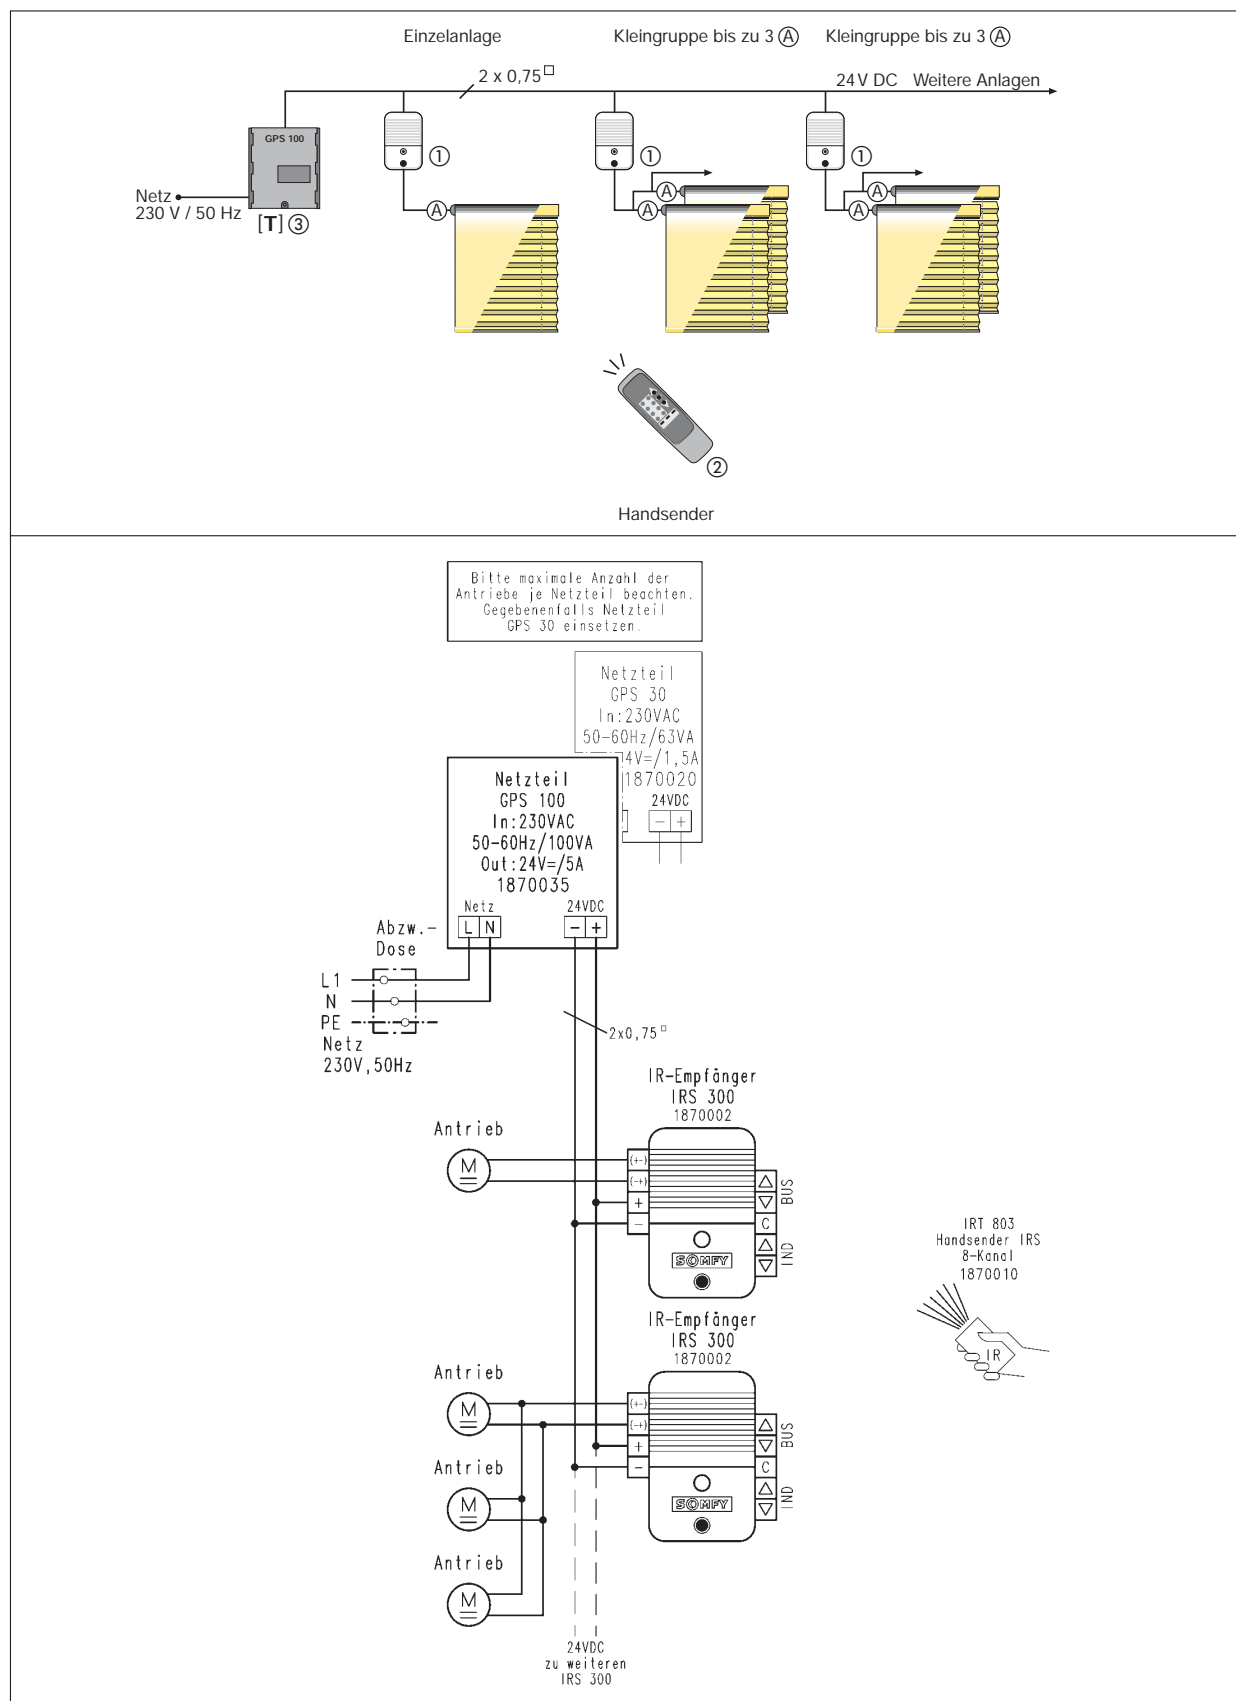 Einzelanlage
Kleingruppe bis zu 3 Ⓐ
Kleingruppe bis zu 3 Ⓐ
2 x 0,75 □
24 V DC Weitere Anlagen
GPS 100
①
①
①
Netz
230 V / 50 Hz
[T] ③
Ⓐ
Ⓐ
Ⓐ
Ⓐ
Ⓐ
②
Handsender
Bitte maximale Anzahl der
Antriebe je Netzteil beachten.
Gegebenenfalls Netzteil
GPS 30 einsetzen.
Netzteil
GPS 30
In:230VAC
50-60Hz/63VA
4V=/1,5A
1870020
24VDC
- +
Netzteil
GPS 100
In:230VAC
50-60Hz/100VA
Out:24V=/5A
1870035
Netz 24VDC
L N - +
Abzw.-
Dose
L1
N
PE
Netz
230V,50Hz
2x0,75 □
IR-Empfänger
IRS 300
1870002
Antrieb
M
(+-)
(-+)
+
-
△
▽
BUS
C
△
▽
IND
SOMFY
IRT 803
Handsender IRS
8-Kanal
1870010
IR
IR-Empfänger
IRS 300
1870002
Antrieb
M
(+-)
(-+)
+
-
△
▽
BUS
C
△
▽
IND
SOMFY
Antrieb
M
Antrieb
M
24VDC
zu weiteren
IRS 300